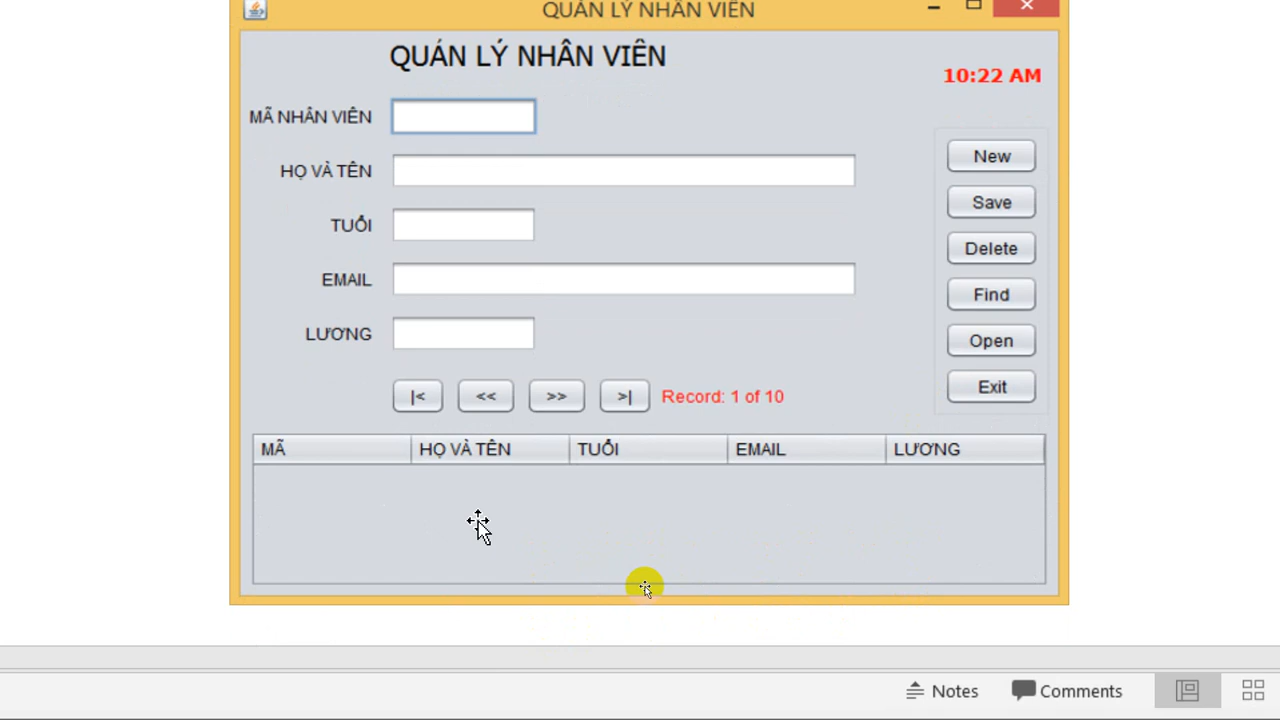 QUẢN LÝ NHÂN VIÊN
QUẢN LÝ NHÂN VIÊN
10:22 AM
MÃ NHÂN VIÊN
HỌ VÀ TÊN
TUỔI
EMAIL
LƯƠNG
New
Save
Delete
Find
Open
Exit
|< << >> >| Record: 1 of 10
MÃ HỌ VÀ TÊN TUỔI EMAIL LƯƠNG
Notes Comments